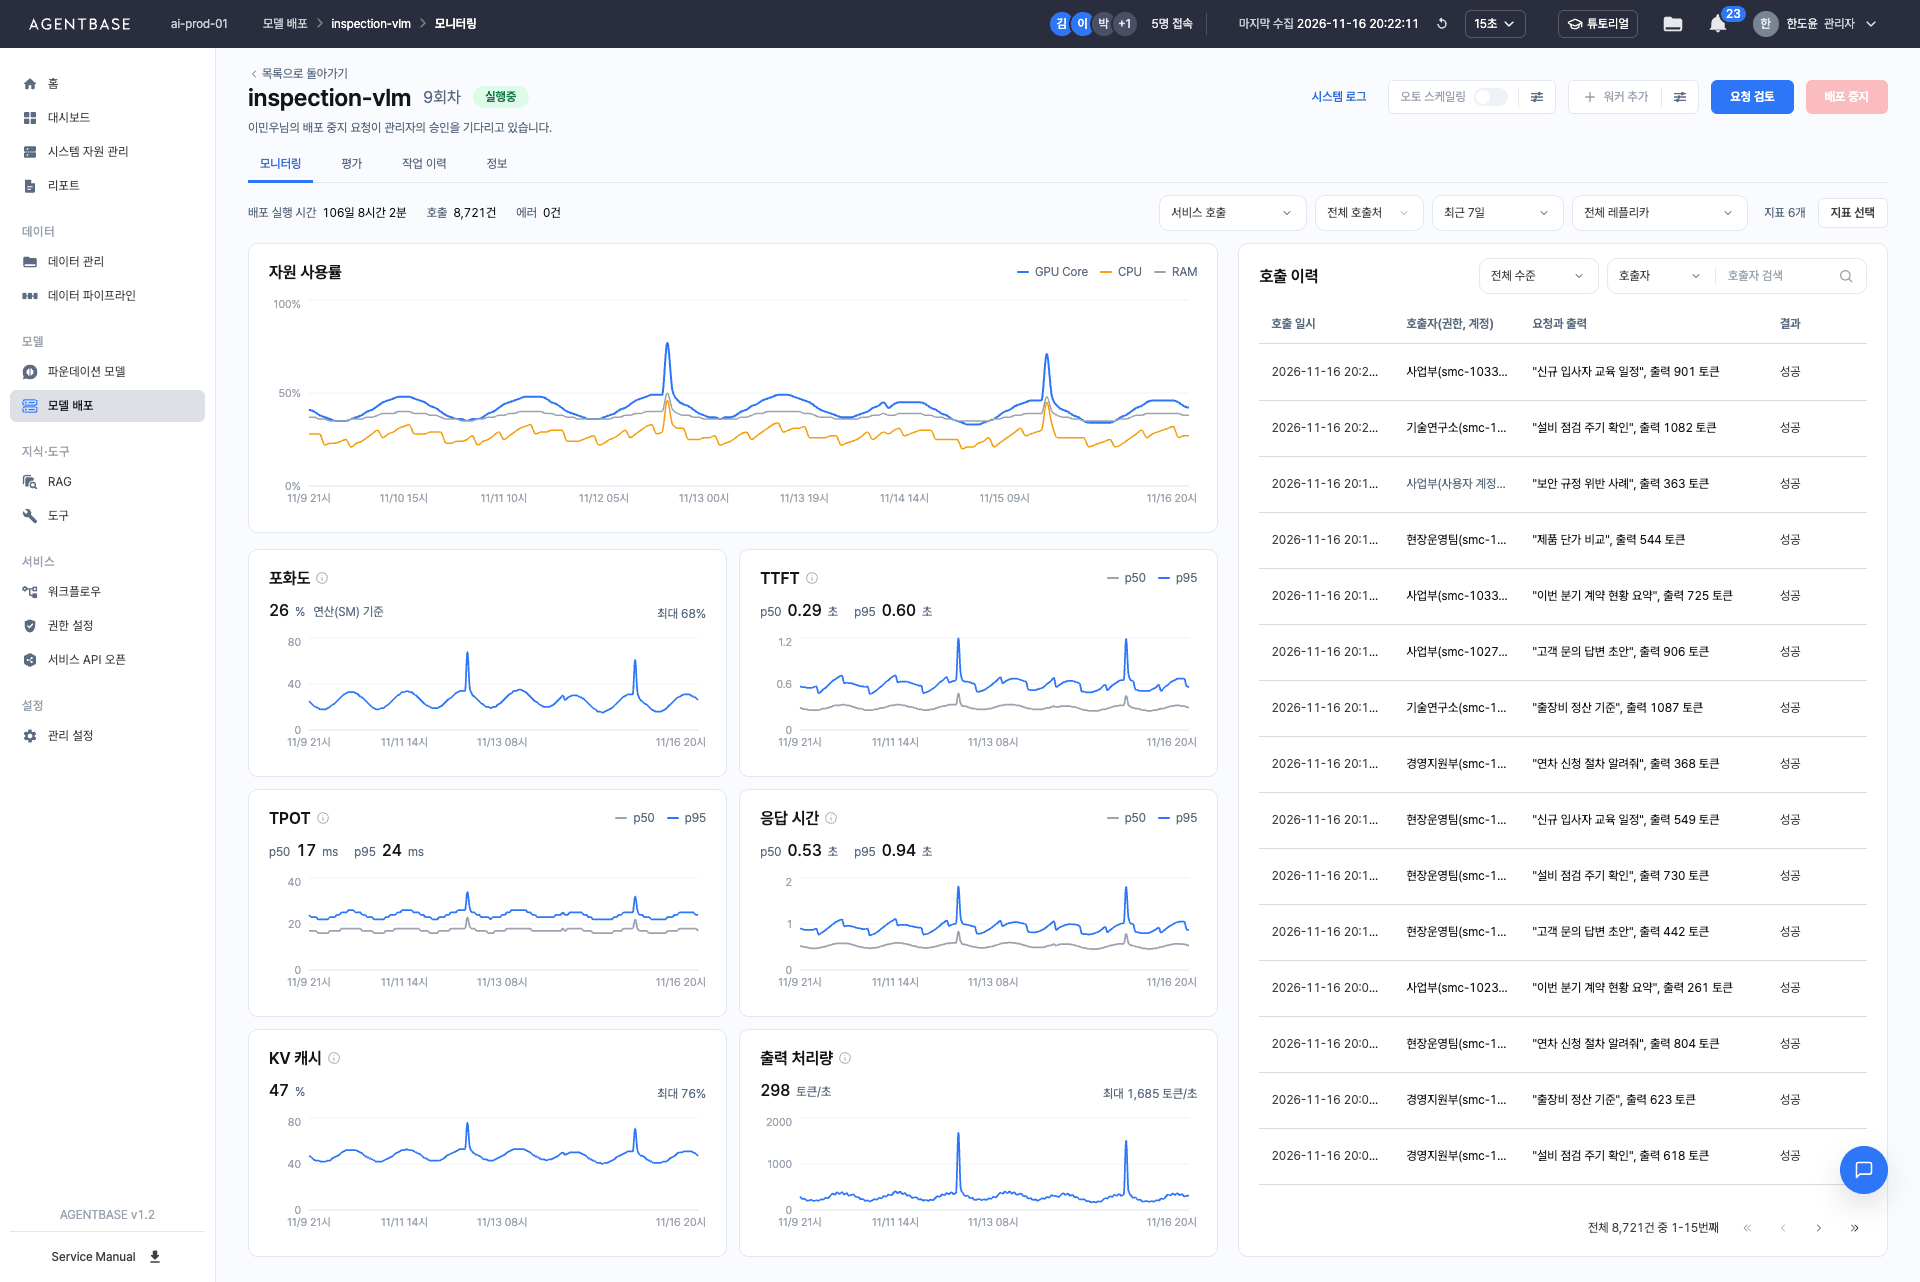 AGENTBASE
ai-prod-01
모델 배포 > inspection-vlm > 모니터링
김 이 박 +1 5명 접속
마지막 수집 2026-11-16 20:22:11
15초
튜토리얼
23
한 한도윤 관리자
홈
대시보드
시스템 자원 관리
리포트
데이터
데이터 관리
데이터 파이프라인
모델
파운데이션 모델
모델 배포
지식·도구
RAG
도구
서비스
워크플로우
권한 설정
서비스 API 오픈
설정
관리 설정
AGENTBASE v1.2
Service Manual
목록으로 돌아가기
inspection-vlm 9회차 실행중
이민우님의 배포 중지 요청이 관리자의 승인을 기다리고 있습니다.
시스템 로그
오토 스케일링
워커 추가
요청 검토
배포 중지
모니터링 평가 작업 이력 정보
배포 실행 시간 106일 8시간 2분 호출 8,721건 에러 0건
서비스 호출
전체 호출처
최근 7일
전체 레플리카
지표 6개
지표 선택
자원 사용률
GPU Core CPU RAM
100%
50%
0%
11/9 21시 11/10 15시 11/11 10시 11/12 05시 11/13 00시 11/13 19시 11/14 14시 11/15 09시 11/16 20시
포화도
26 % 연산(SM) 기준
최대 68%
80
40
0
11/9 21시 11/11 14시 11/13 08시 11/16 20시
TTFT
p50 p95
p50 0.29 초 p95 0.60 초
1.2
0.6
0
11/9 21시 11/11 14시 11/13 08시 11/16 20시
TPOT
p50 p95
p50 17 ms p95 24 ms
40
20
0
11/9 21시 11/11 14시 11/13 08시 11/16 20시
응답 시간
p50 p95
p50 0.53 초 p95 0.94 초
2
1
0
11/9 21시 11/11 14시 11/13 08시 11/16 20시
KV 캐시
47 %
최대 76%
80
40
0
11/9 21시 11/11 14시 11/13 08시 11/16 20시
출력 처리량
298 토큰/초
최대 1,685 토큰/초
2000
1000
0
11/9 21시 11/11 14시 11/13 08시 11/16 20시
호출 이력
전체 수준
호출자
호출자 검색
호출 일시 호출자(권한, 계정) 요청과 출력 결과
2026-11-16 20:2... 사업부(smc-1033... "신규 입사자 교육 일정", 출력 901 토큰 성공
2026-11-16 20:2... 기술연구소(smc-1... "설비 점검 주기 확인", 출력 1082 토큰 성공
2026-11-16 20:1... 사업부(사용자 계정... "보안 규정 위반 사례", 출력 363 토큰 성공
2026-11-16 20:1... 현장운영팀(smc-1... "제품 단가 비교", 출력 544 토큰 성공
2026-11-16 20:1... 사업부(smc-1033... "이번 분기 계약 현황 요약", 출력 725 토큰 성공
2026-11-16 20:1... 사업부(smc-1027... "고객 문의 답변 초안", 출력 906 토큰 성공
2026-11-16 20:1... 기술연구소(smc-1... "출장비 정산 기준", 출력 1087 토큰 성공
2026-11-16 20:1... 경영지원부(smc-1... "연차 신청 절차 알려줘", 출력 368 토큰 성공
2026-11-16 20:1... 현장운영팀(smc-1... "신규 입사자 교육 일정", 출력 549 토큰 성공
2026-11-16 20:1... 현장운영팀(smc-1... "설비 점검 주기 확인", 출력 730 토큰 성공
2026-11-16 20:1... 현장운영팀(smc-1... "고객 문의 답변 초안", 출력 442 토큰 성공
2026-11-16 20:0... 사업부(smc-1023... "이번 분기 계약 현황 요약", 출력 261 토큰 성공
2026-11-16 20:0... 현장운영팀(smc-1... "연차 신청 절차 알려줘", 출력 804 토큰 성공
2026-11-16 20:0... 경영지원부(smc-1... "출장비 정산 기준", 출력 623 토큰 성공
2026-11-16 20:0... 경영지원부(smc-1... "설비 점검 주기 확인", 출력 618 토큰 성공
전체 8,721건 중 1-15번째